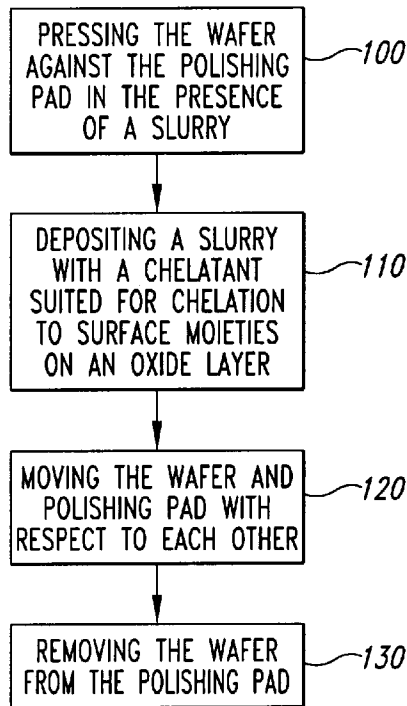 PRESSING THE WAFER
AGAINST THE POLISHING
PAD IN THE PRESENCE
OF A SLURRY
100
DEPOSITING A SLURRY
WITH A CHELATANT
SUITED FOR CHELATION
TO SURFACE MOIETIES
ON AN OXIDE LAYER
110
MOVING THE WAFER AND
POLISHING PAD WITH
RESPECT TO EACH OTHER
120
REMOVING THE WAFER
FROM THE POLISHING PAD
130